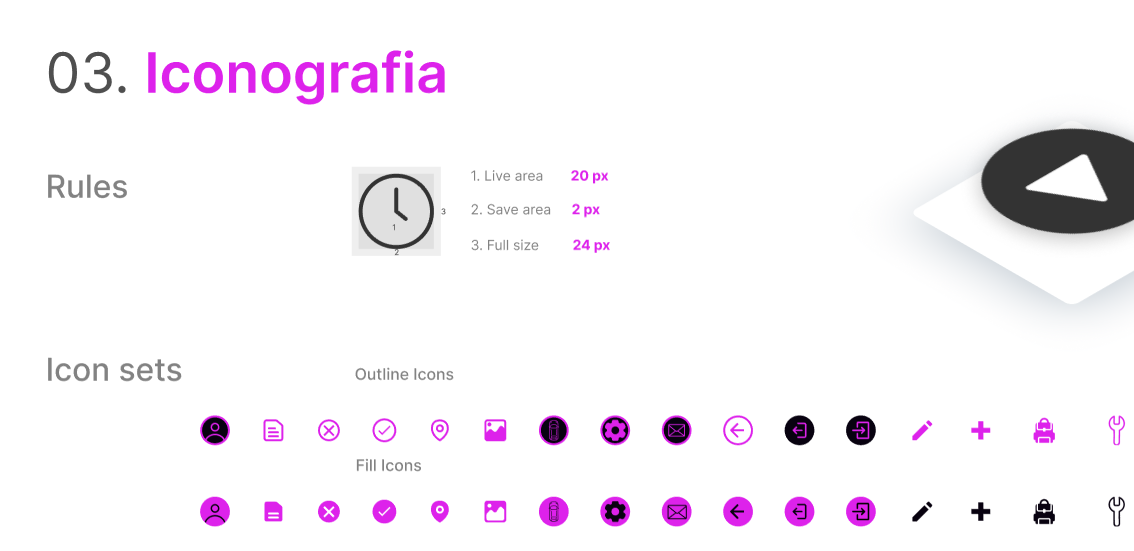 03. Iconografia
Rules
1. Live area 20 px
2. Save area 2 px
3. Full size 24 px
1
2
3
Icon sets
Outline Icons
Fill Icons